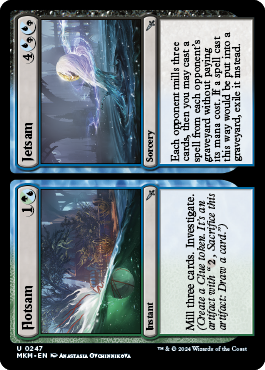 Flotsam 1
Instant
Mill three cards. Investigate.
(Create a Clue token. It's an
artifact with "2, Sacrifice this
artifact: Draw a card.")
Jetsam 4
Sorcery
Each opponent mills three
cards, then you may cast a
spell from each opponent's
graveyard without paying
its mana cost. If a spell cast
this way would be put into a
graveyard, exile it instead.
U 0247
MKM • EN Anastasia Ovchinnikova
™ & © 2024 Wizards of the Coast